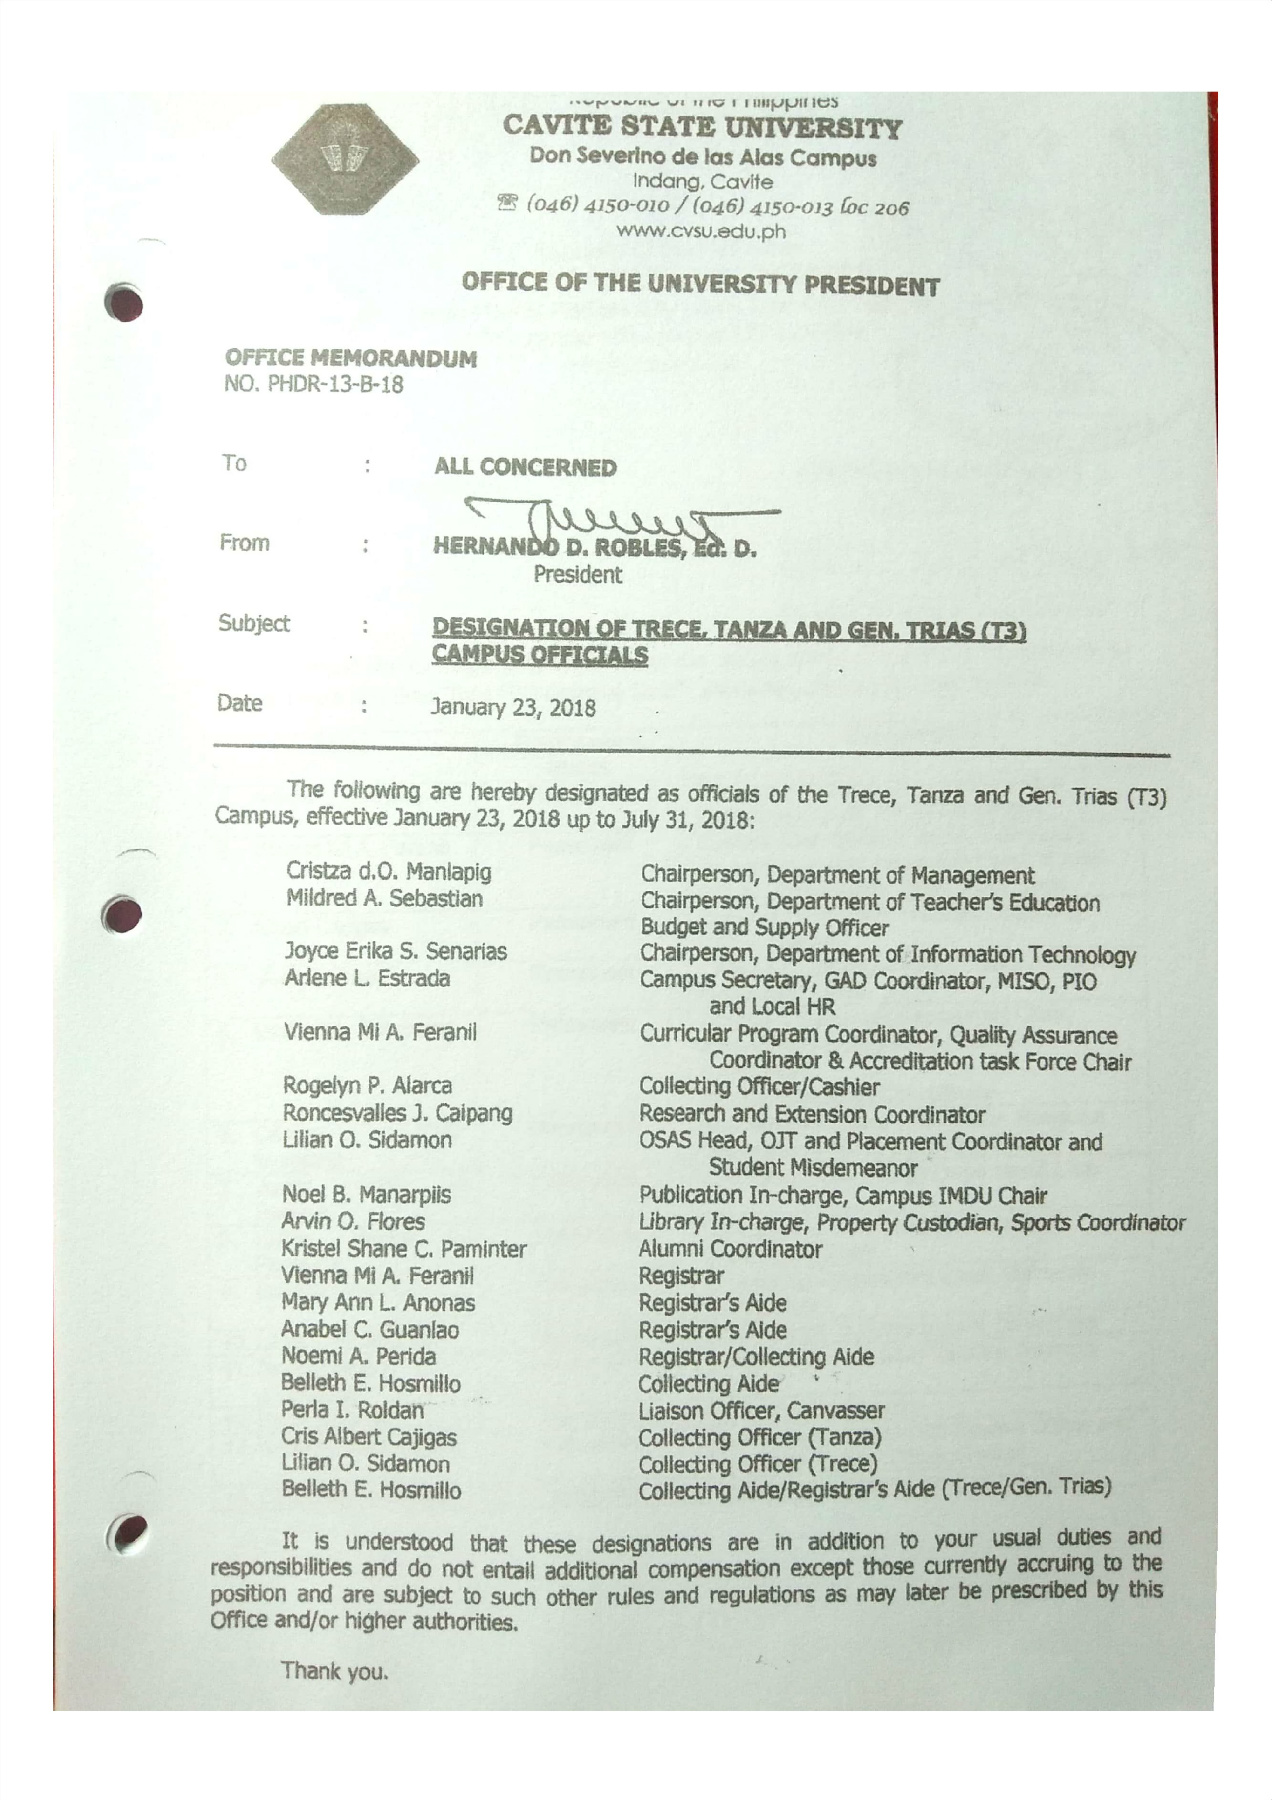 Republic of the Philippines
CAVITE STATE UNIVERSITY
Don Severino de las Alas Campus
Indang, Cavite
☏ (046) 4150-010 / (046) 4150-013 loc 206
www.cvsu.edu.ph
OFFICE OF THE UNIVERSITY PRESIDENT
OFFICE MEMORANDUM
NO. PHDR-13-B-18
To : ALL CONCERNED
From : HERNANDO D. ROBLES, Ed. D.
President
Subject : DESIGNATION OF TRECE, TANZA AND GEN. TRIAS (T3)
CAMPUS OFFICIALS
Date : January 23, 2018
The following are hereby designated as officials of the Trece, Tanza and Gen. Trias (T3)
Campus, effective January 23, 2018 up to July 31, 2018:
Cristza d.O. Manlapig Chairperson, Department of Management
Mildred A. Sebastian Chairperson, Department of Teacher's Education
Budget and Supply Officer
Joyce Erika S. Senarias Chairperson, Department of Information Technology
Arlene L. Estrada Campus Secretary, GAD Coordinator, MISO, PIO
and Local HR
Vienna Mi A. Feranil Curricular Program Coordinator, Quality Assurance
Coordinator & Accreditation task Force Chair
Rogelyn P. Alarca Collecting Officer/Cashier
Roncesvalles J. Caipang Research and Extension Coordinator
Lilian O. Sidamon OSAS Head, OJT and Placement Coordinator and
Student Misdemeanor
Noel B. Manarpiis Publication In-charge, Campus IMDU Chair
Arvin O. Flores Library In-charge, Property Custodian, Sports Coordinator
Kristel Shane C. Paminter Alumni Coordinator
Vienna Mi A. Feranil Registrar
Mary Ann L. Anonas Registrar's Aide
Anabel C. Guanlao Registrar's Aide
Noemi A. Perida Registrar/Collecting Aide
Belleth E. Hosmillo Collecting Aide
Perla I. Roldan Liaison Officer, Canvasser
Cris Albert Cajigas Collecting Officer (Tanza)
Lilian O. Sidamon Collecting Officer (Trece)
Belleth E. Hosmillo Collecting Aide/Registrar's Aide (Trece/Gen. Trias)
It is understood that these designations are in addition to your usual duties and
responsibilities and do not entail additional compensation except those currently accruing to the
position and are subject to such other rules and regulations as may later be prescribed by this
Office and/or higher authorities.
Thank you.